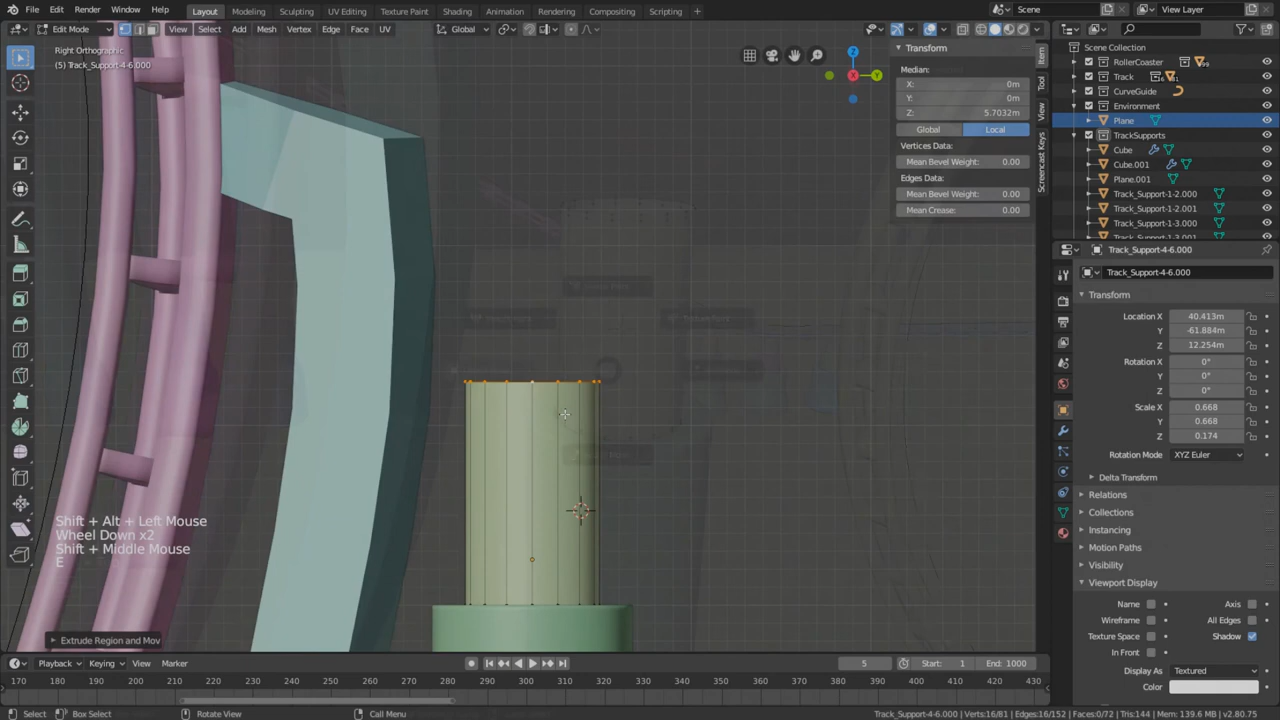 File Edit Render Window Help Layout Modeling Sculpting UV Editing Texture Paint Shading Animation Rendering Compositing Scripting Scene View Layer
Edit Mode View Select Add Mesh Vertex Edge Face UV Global
Right Orthographic
(5) Track_Support-4-6.000
Transform
Median:
X: 0m
Y: 0m
Z: 5.7032m
Global Local
Vertices Data:
Mean Bevel Weight: 0.00
Edges Data:
Mean Bevel Weight: 0.00
Mean Crease: 0.00
Item
Tool
View
Screencast Keys
Z
X
Y
Scene Collection
RollerCoaster
Track
CurveGuide
Environment
Plane
TrackSupports
Cube
Cube.001
Plane.001
Track_Support-1-2.000
Track_Support-1-2.001
Track_Support-1-3.000
Track_Support-1-3.001
Track_Support-4-6.000
Track_Support-4-6.000
Transform
Location X 40.413m
Y -61.884m
Z 12.254m
Rotation X 0°
Y 0°
Z 0°
Scale X 0.668
Y 0.668
Z 0.174
Rotation Mode XYZ Euler
Delta Transform
Relations
Collections
Instancing
Motion Paths
Visibility
Viewport Display
Name Axis
Wireframe All Edges
Texture Space Shadow
In Front
Display As Textured
Color
Shift + Alt + Left Mouse
Wheel Down x2
Shift + Middle Mouse
E
Extrude Region and Mov
Playback Keying View Marker 5 Start: 1 End: 1000
170 180 190 200 210 220 230 240 250 260 270 280 290 300 310 320 330 340 350 360 370 380 390 400 410 420 430
Select Box Select Rotate View Call Menu Track_Support-4-6.000 | Verts:16/81 | Edges:16/152 | Faces:0/72 | Tris:144 | Mem: 139.6 MB | v2.80.75